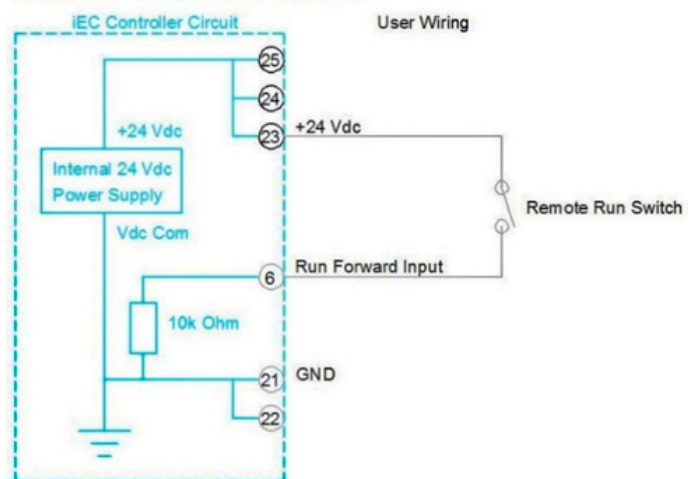 iEC Controller Circuit
User Wiring
25
24
+24 Vdc
23
+24 Vdc
Internal 24 Vdc
Power Supply
Remote Run Switch
Vdc Com
6
Run Forward Input
10k Ohm
21
GND
22